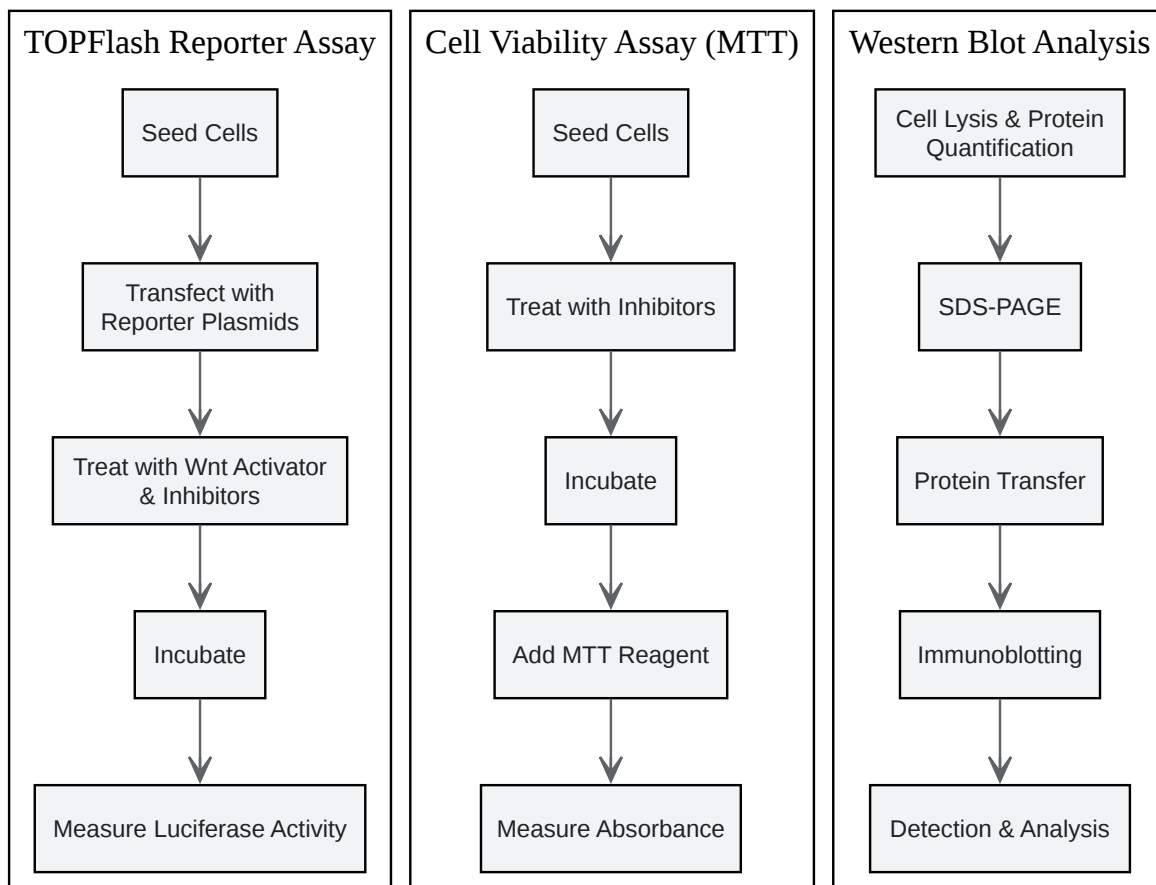 TOPFlash Reporter Assay
Seed Cells
Transfect with
Reporter Plasmids
Treat with Wnt Activator
& Inhibitors
Incubate
Measure Luciferase Activity
Cell Viability Assay (MTT)
Seed Cells
Treat with Inhibitors
Incubate
Add MTT Reagent
Measure Absorbance
Western Blot Analysis
Cell Lysis & Protein
Quantification
SDS-PAGE
Protein Transfer
Immunoblotting
Detection & Analysis